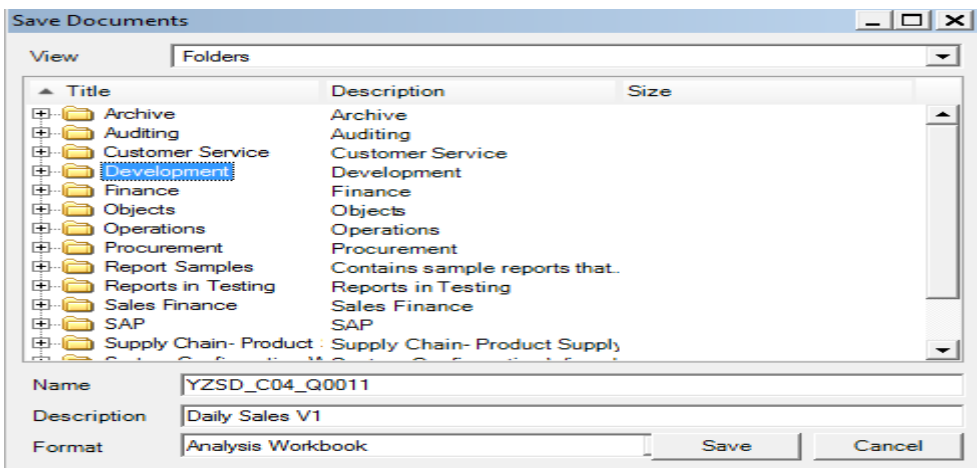 Save Documents
View Folders
Title Description Size
Archive Archive
Auditing Auditing
Customer Service Customer Service
Development Development
Finance Finance
Objects Objects
Operations Operations
Procurement Procurement
Report Samples Contains sample reports that..
Reports in Testing Reports in Testing
Sales Finance Sales Finance
SAP SAP
Supply Chain- Product Supply Chain- Product Supply
Name YZSD_C04_Q0011
Description Daily Sales V1
Format Analysis Workbook Save Cancel